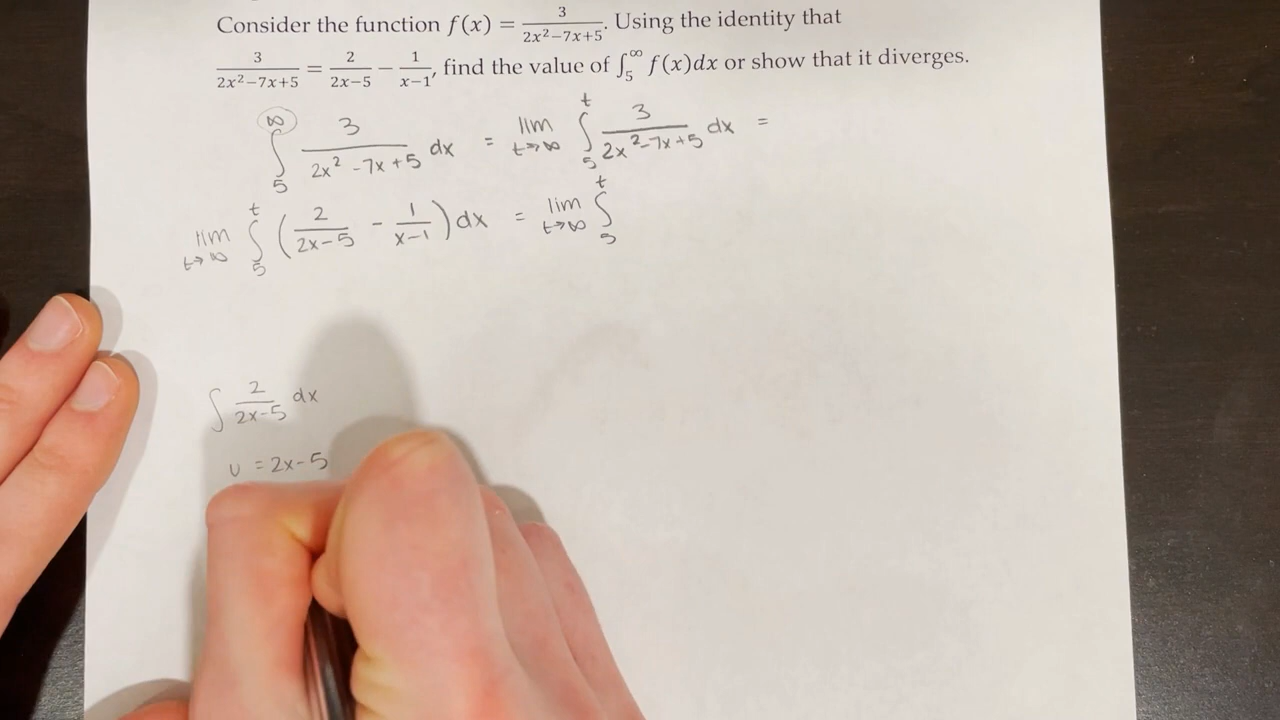 Consider the function f(x) = 3/(2x²−7x+5). Using the identity that
3/(2x²−7x+5) = 2/(2x−5) − 1/(x−1), find the value of ∫₅^∞ f(x)dx or show that it diverges.
∫₅^∞ 3/(2x² −7x +5) dx = lim t→∞ ∫₅^t 3/(2x²−7x+5) dx =
lim t→∞ ∫₅^t (2/(2x−5) − 1/(x−1)) dx = lim t→∞ ∫₅^t
∫ 2/(2x−5) dx
u = 2x−5